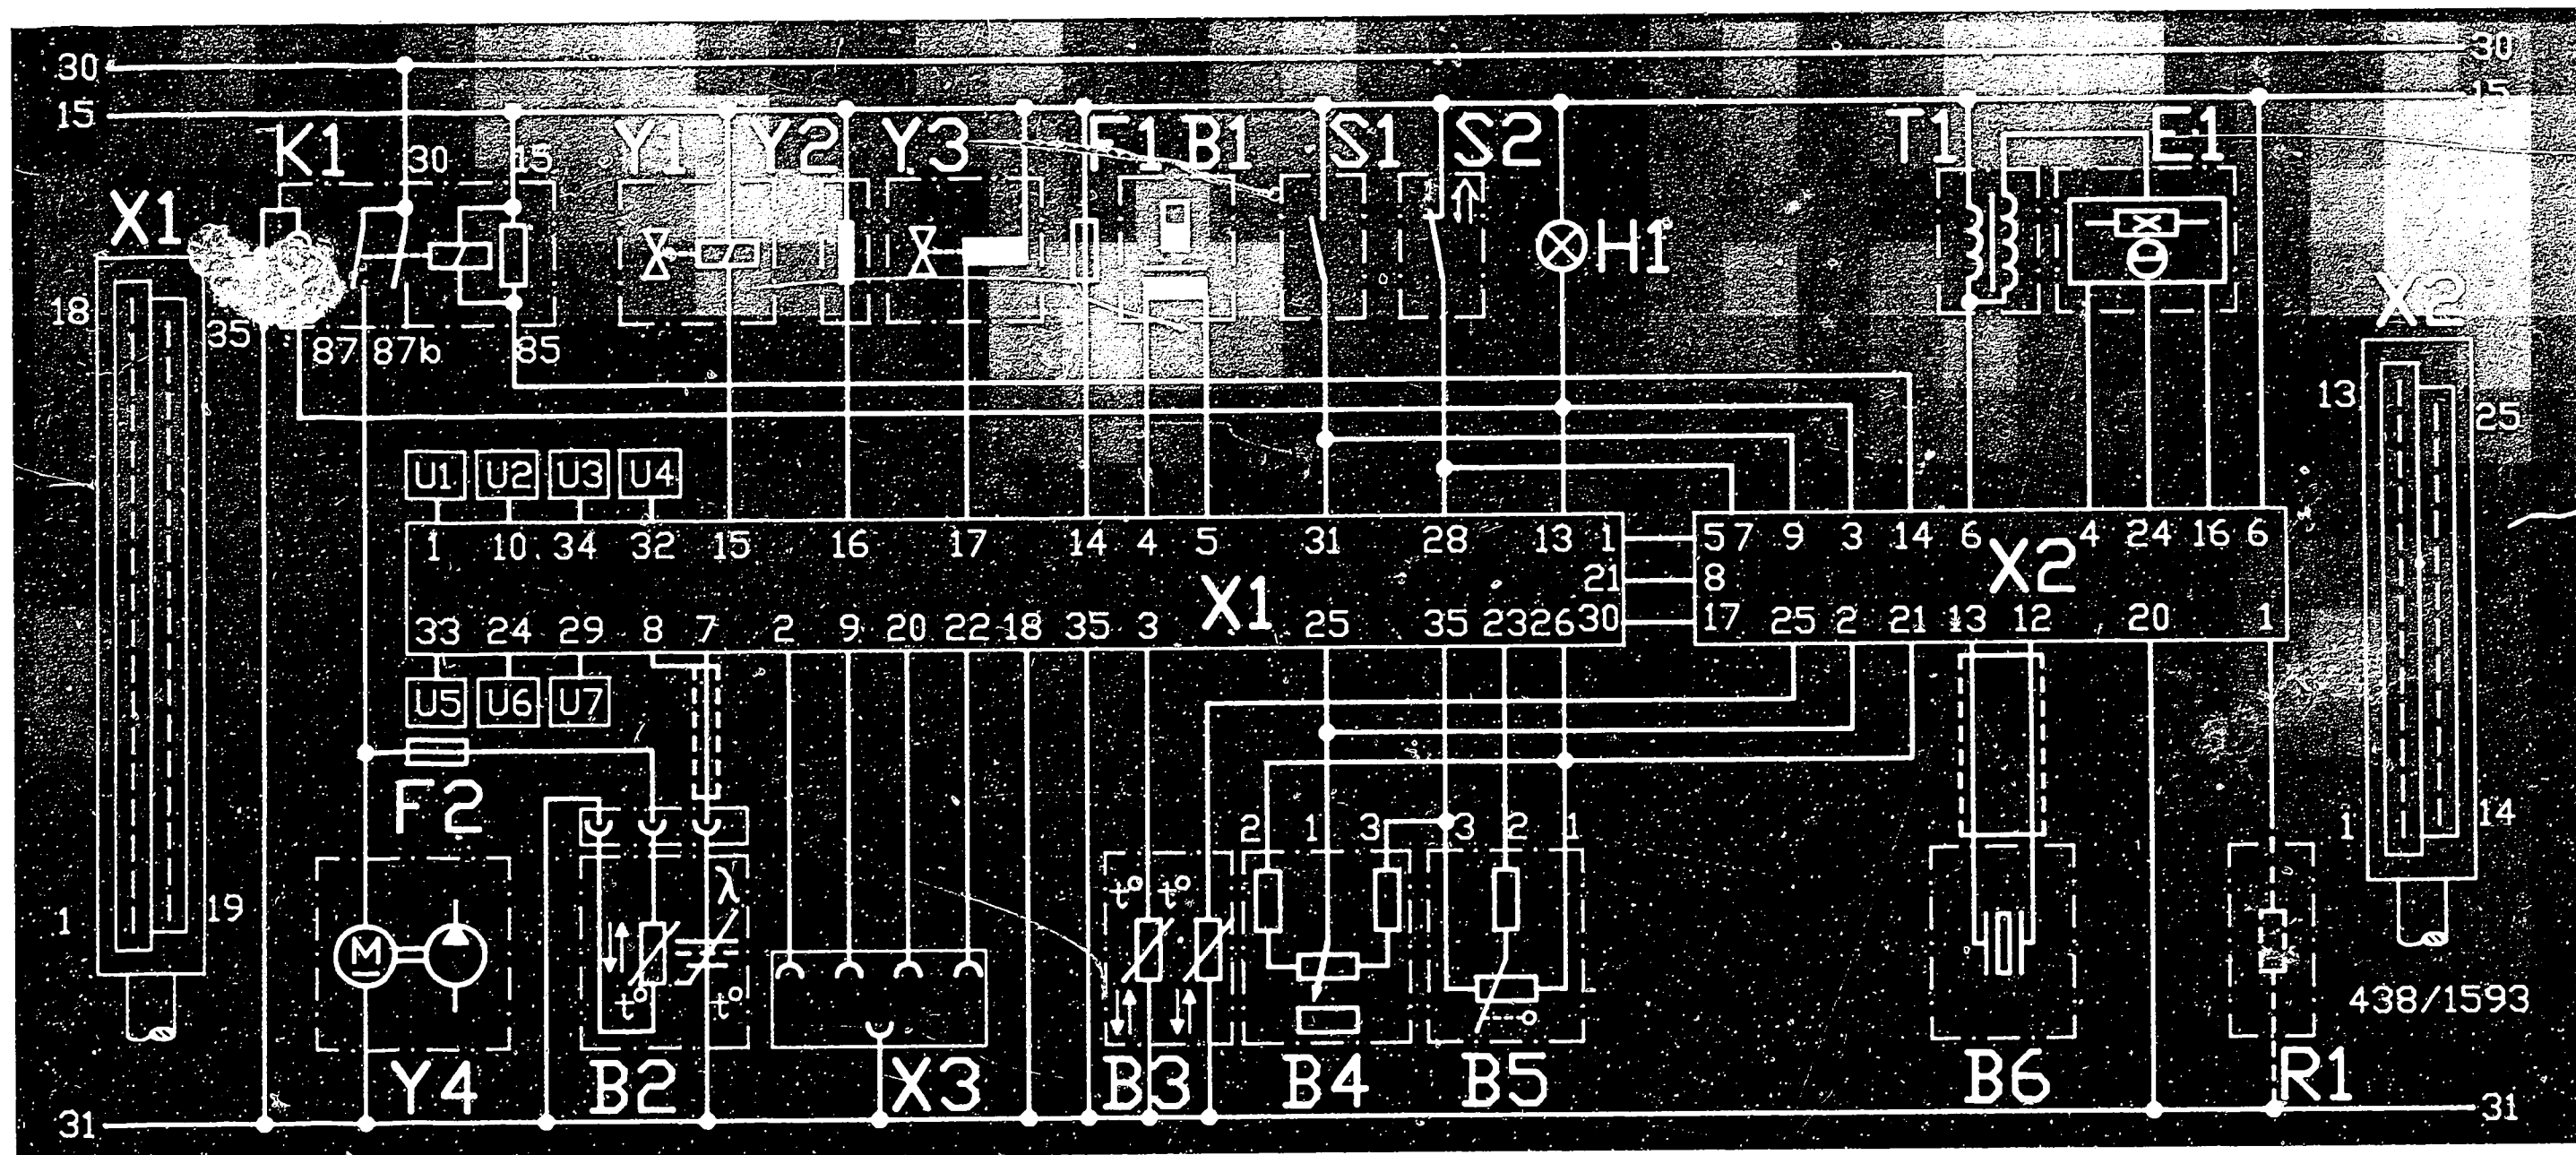 30 30
15 15
K1 30 15 Y1 Y2 Y3 F1 B1 S1 S2 T1 E1
X1 H1 X2
18 35 87 87b 85 13 25
U1 U2 U3 U4
1 10 34 32 15 16 17 14 4 5 31 28 13 1 5 7 9 3 14 6 4 24 16 6
X1 21 8 X2
33 24 29 8 7 2 9 20 22 18 35 3 25 35 23 26 30 17 25 2 21 13 12 20 1
U5 U6 U7
F2 2 1 3 3 2 1 1 14
λ t° t°
1 19
M
t° t° 438/1593
Y4 B2 X3 B3 B4 B5 B6 R1
31 31